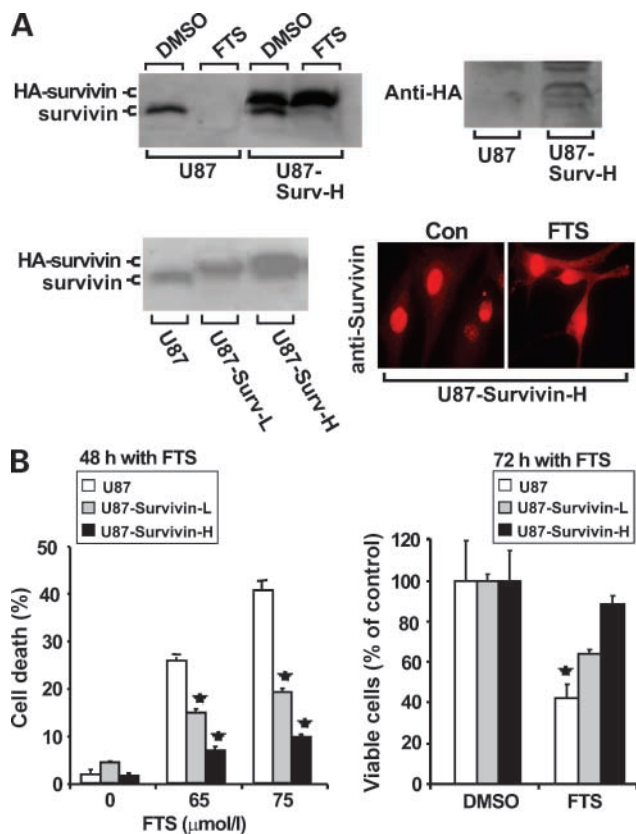 A
DMSO FTS DMSO FTS
HA-survivin
survivin
U87 U87-Surv-H
Anti-HA
U87 U87-Surv-H
HA-survivin
survivin
U87 U87-Surv-L U87-Surv-H
Con FTS
anti-Survivin
U87-Survivin-H
B
48 h with FTS
U87
U87-Survivin-L
U87-Survivin-H
Cell death (%)
50
40
30
20
10
0
0 65 75
FTS (μmol/l)
72 h with FTS
U87
U87-Survivin-L
U87-Survivin-H
Viable cells (% of control)
120
100
80
60
40
20
0
DMSO FTS